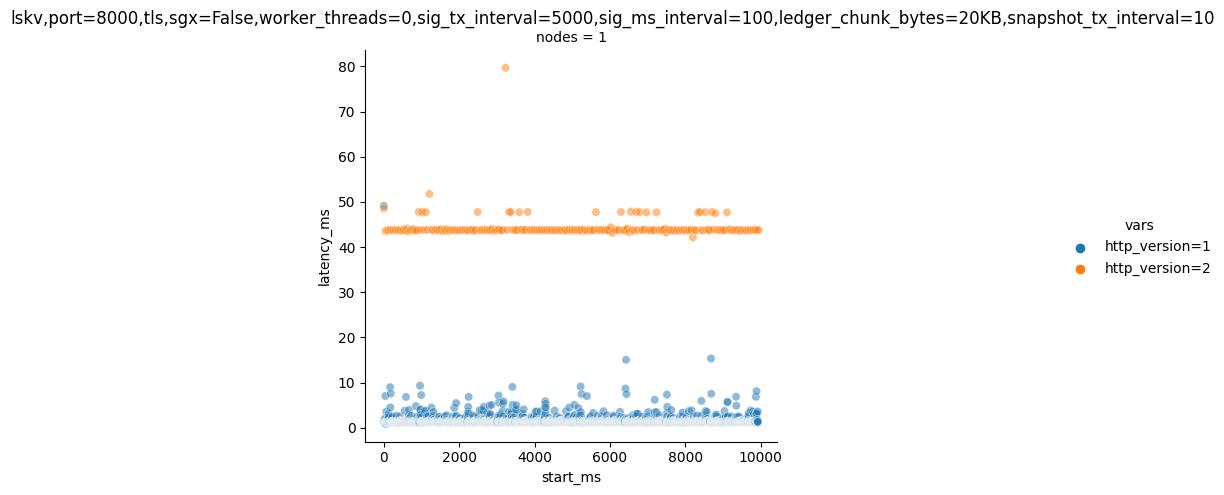 lskv,port=8000,tls,sgx=False,worker_threads=0,sig_tx_interval=5000,sig_ms_interval=100,ledger_chunk_bytes=20KB,snapshot_tx_interval=10
nodes = 1
80
70
60
50
40
30
20
10
0
latency_ms
0 2000 4000 6000 8000 10000
start_ms
vars
http_version=1
http_version=2